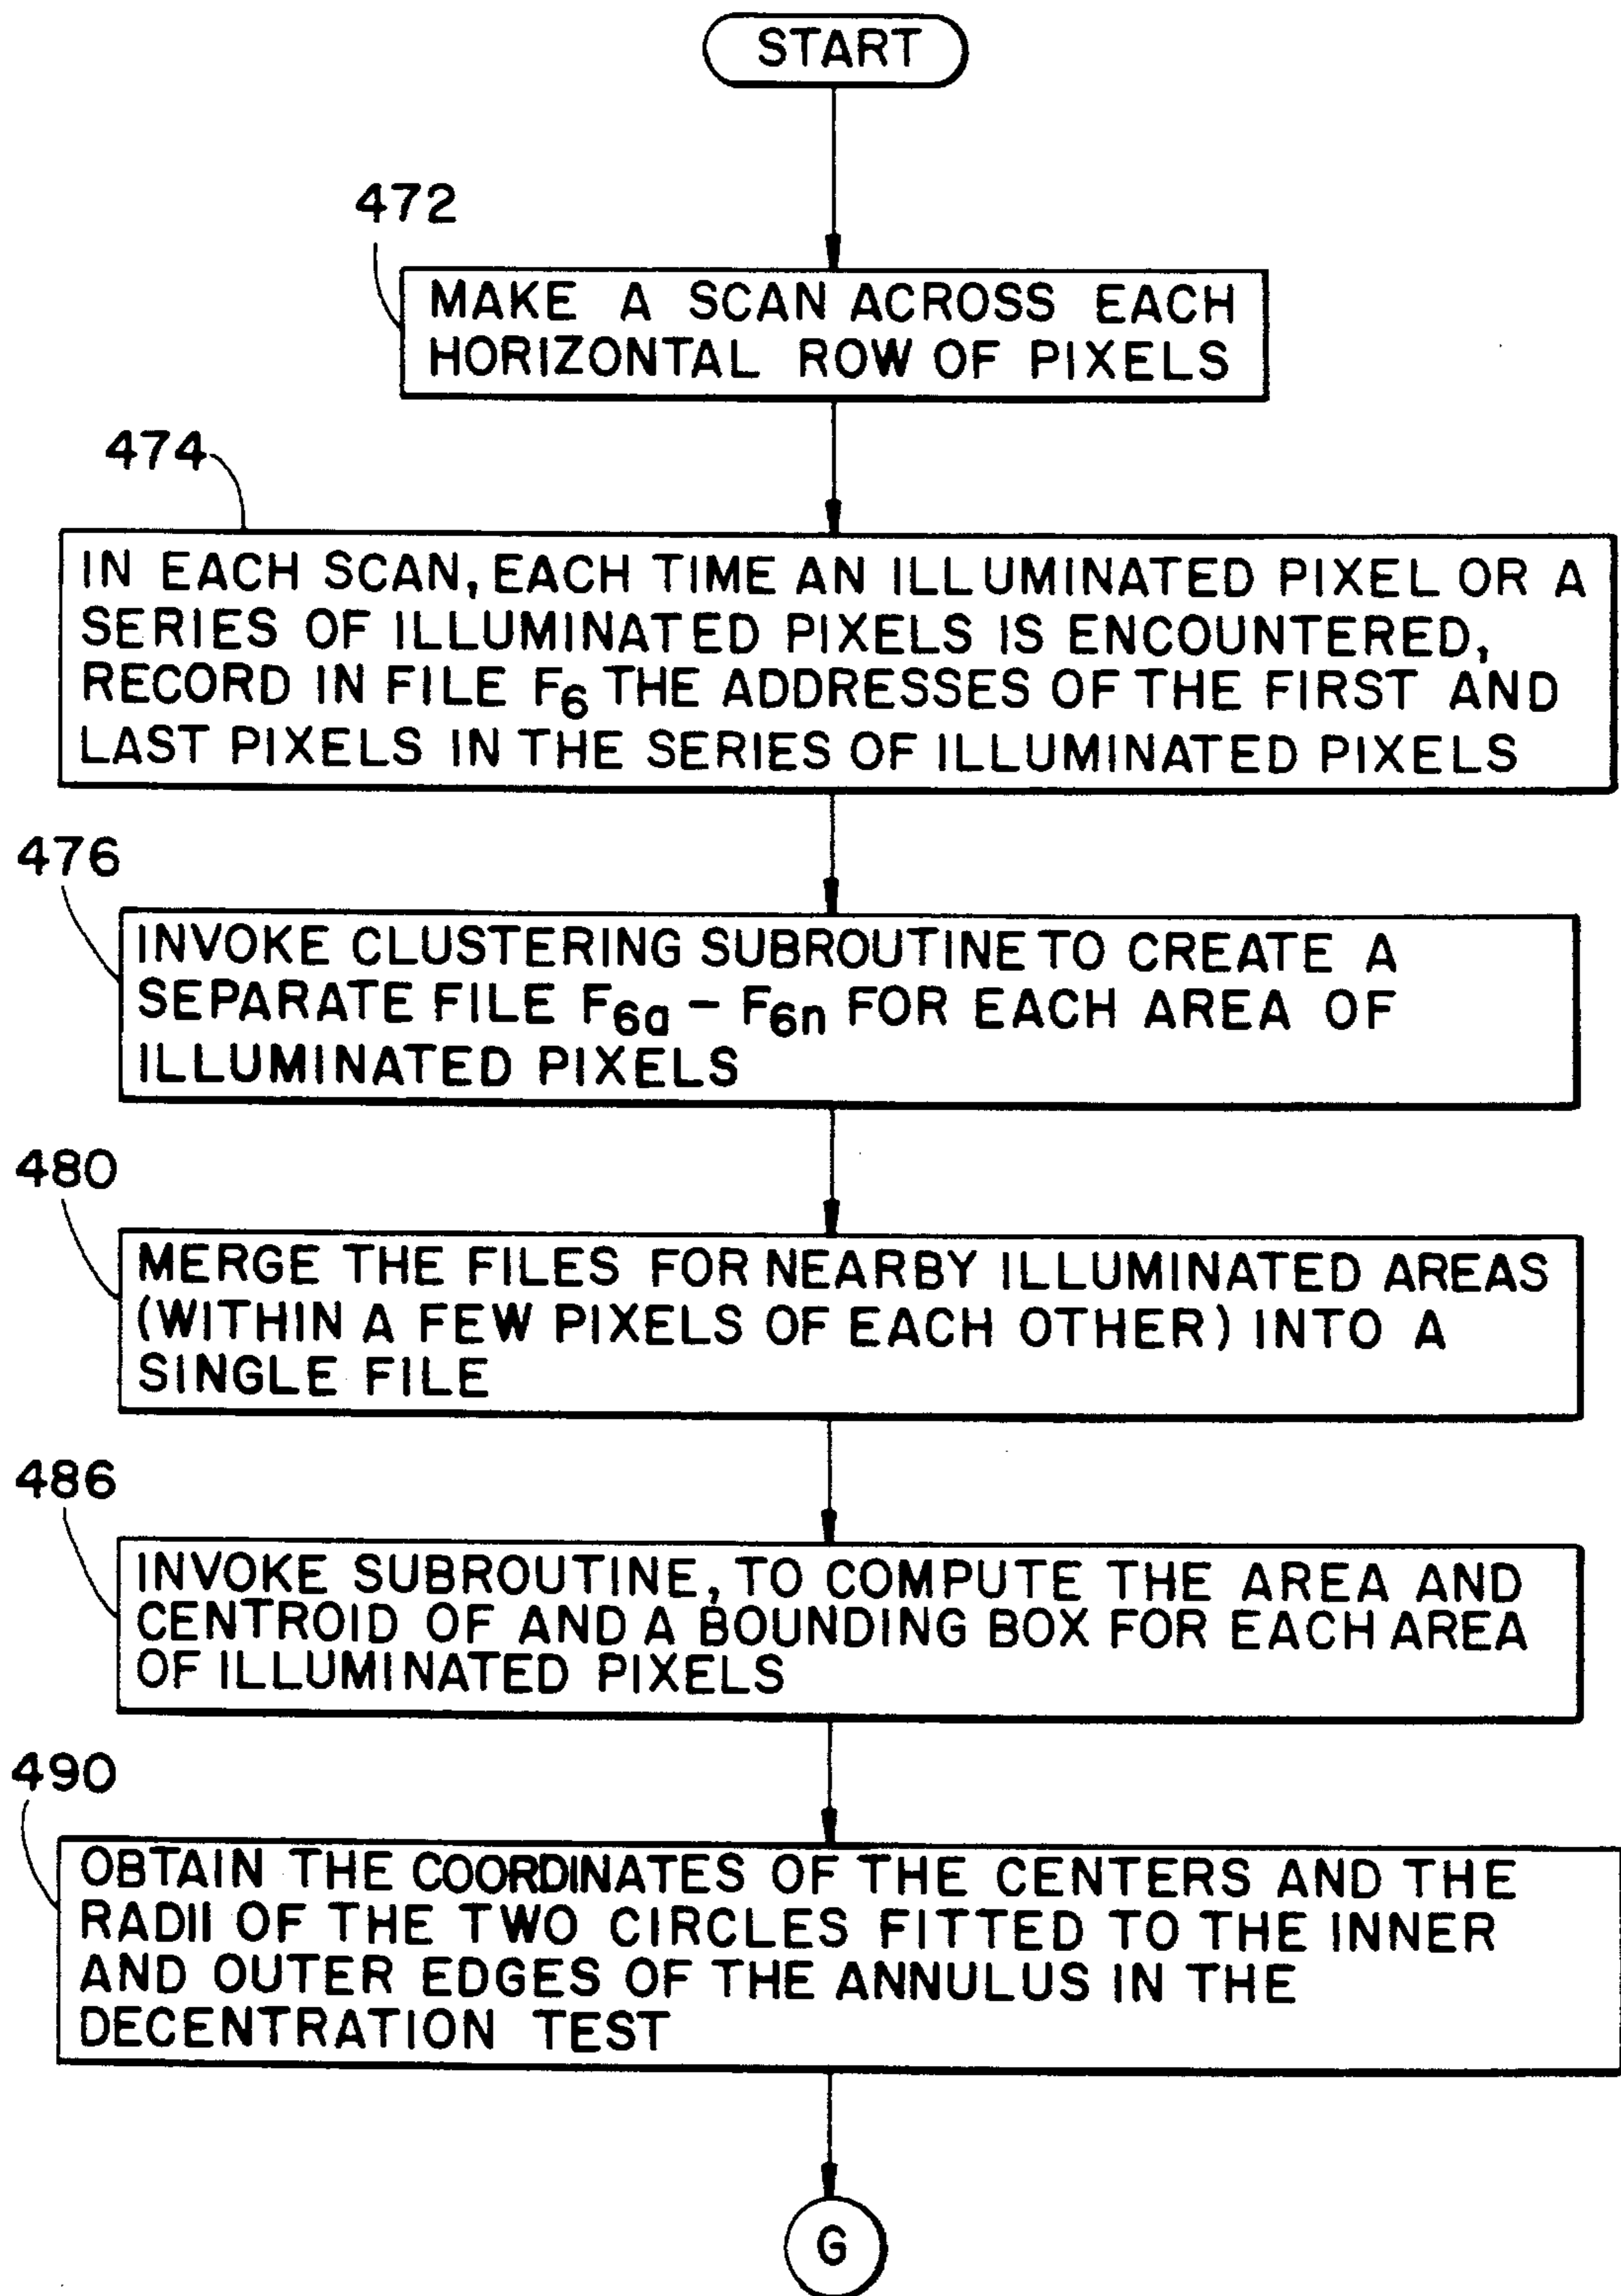 START
472
MAKE A SCAN ACROSS EACH
HORIZONTAL ROW OF PIXELS
474
IN EACH SCAN, EACH TIME AN ILLUMINATED PIXEL OR A
SERIES OF ILLUMINATED PIXELS IS ENCOUNTERED,
RECORD IN FILE F6 THE ADDRESSES OF THE FIRST AND
LAST PIXELS IN THE SERIES OF ILLUMINATED PIXELS
476
INVOKE CLUSTERING SUBROUTINE TO CREATE A
SEPARATE FILE F6a - F6n FOR EACH AREA OF
ILLUMINATED PIXELS
480
MERGE THE FILES FOR NEARBY ILLUMINATED AREAS
(WITHIN A FEW PIXELS OF EACH OTHER) INTO A
SINGLE FILE
486
INVOKE SUBROUTINE, TO COMPUTE THE AREA AND
CENTROID OF AND A BOUNDING BOX FOR EACH AREA
OF ILLUMINATED PIXELS
490
OBTAIN THE COORDINATES OF THE CENTERS AND THE
RADII OF THE TWO CIRCLES FITTED TO THE INNER
AND OUTER EDGES OF THE ANNULUS IN THE
DECENTRATION TEST
G